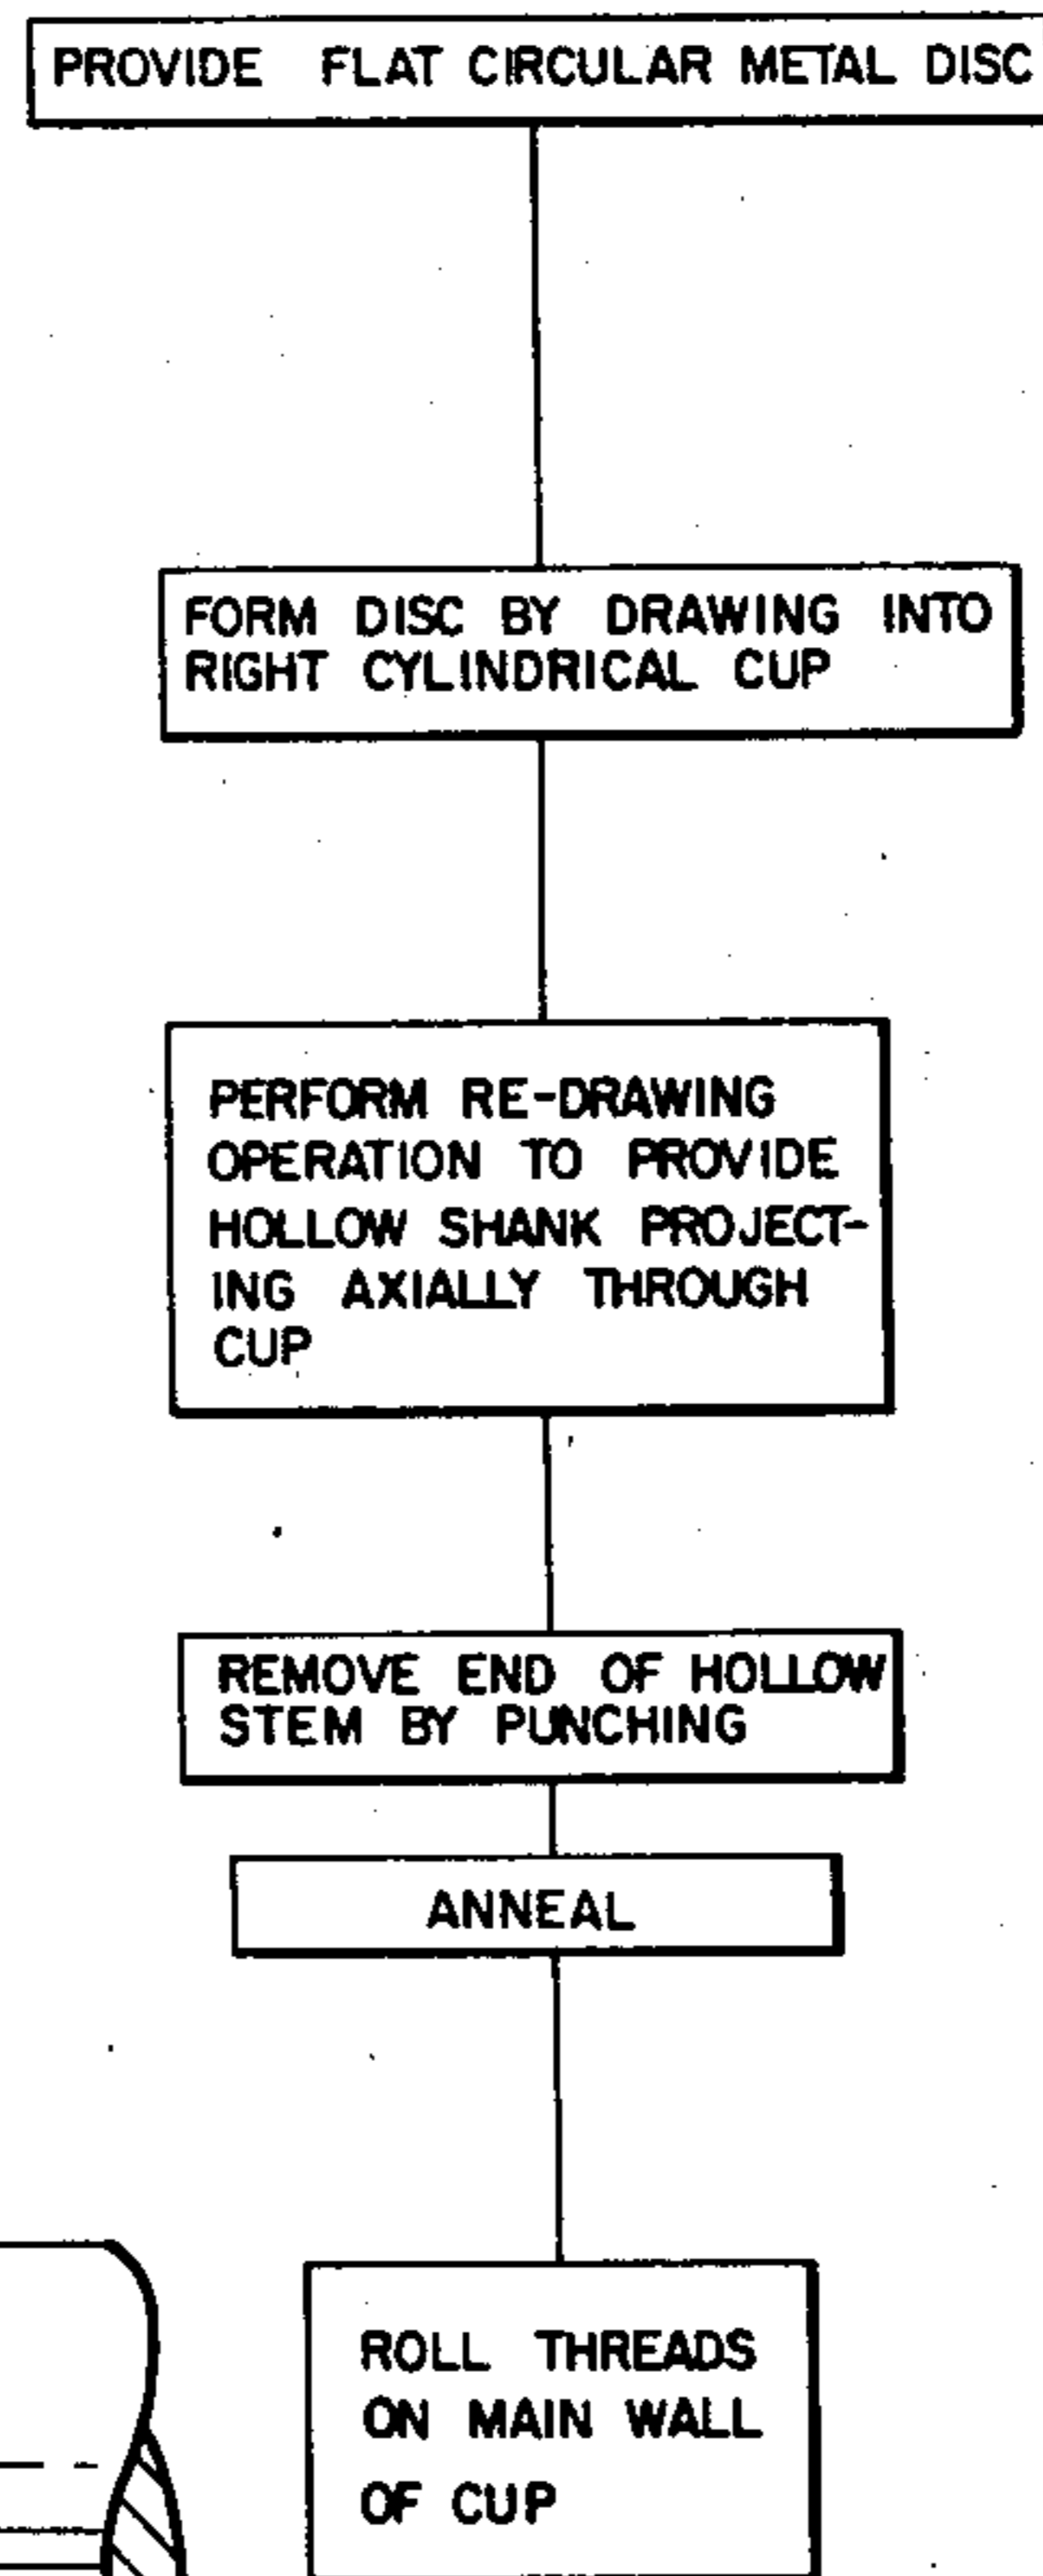 PROVIDE FLAT CIRCULAR METAL DISC
FORM DISC BY DRAWING INTO
RIGHT CYLINDRICAL CUP
PERFORM RE-DRAWING
OPERATION TO PROVIDE
HOLLOW SHANK PROJECT-
ING AXIALLY THROUGH
CUP
REMOVE END OF HOLLOW
STEM BY PUNCHING
ANNEAL
ROLL THREADS
ON MAIN WALL
OF CUP